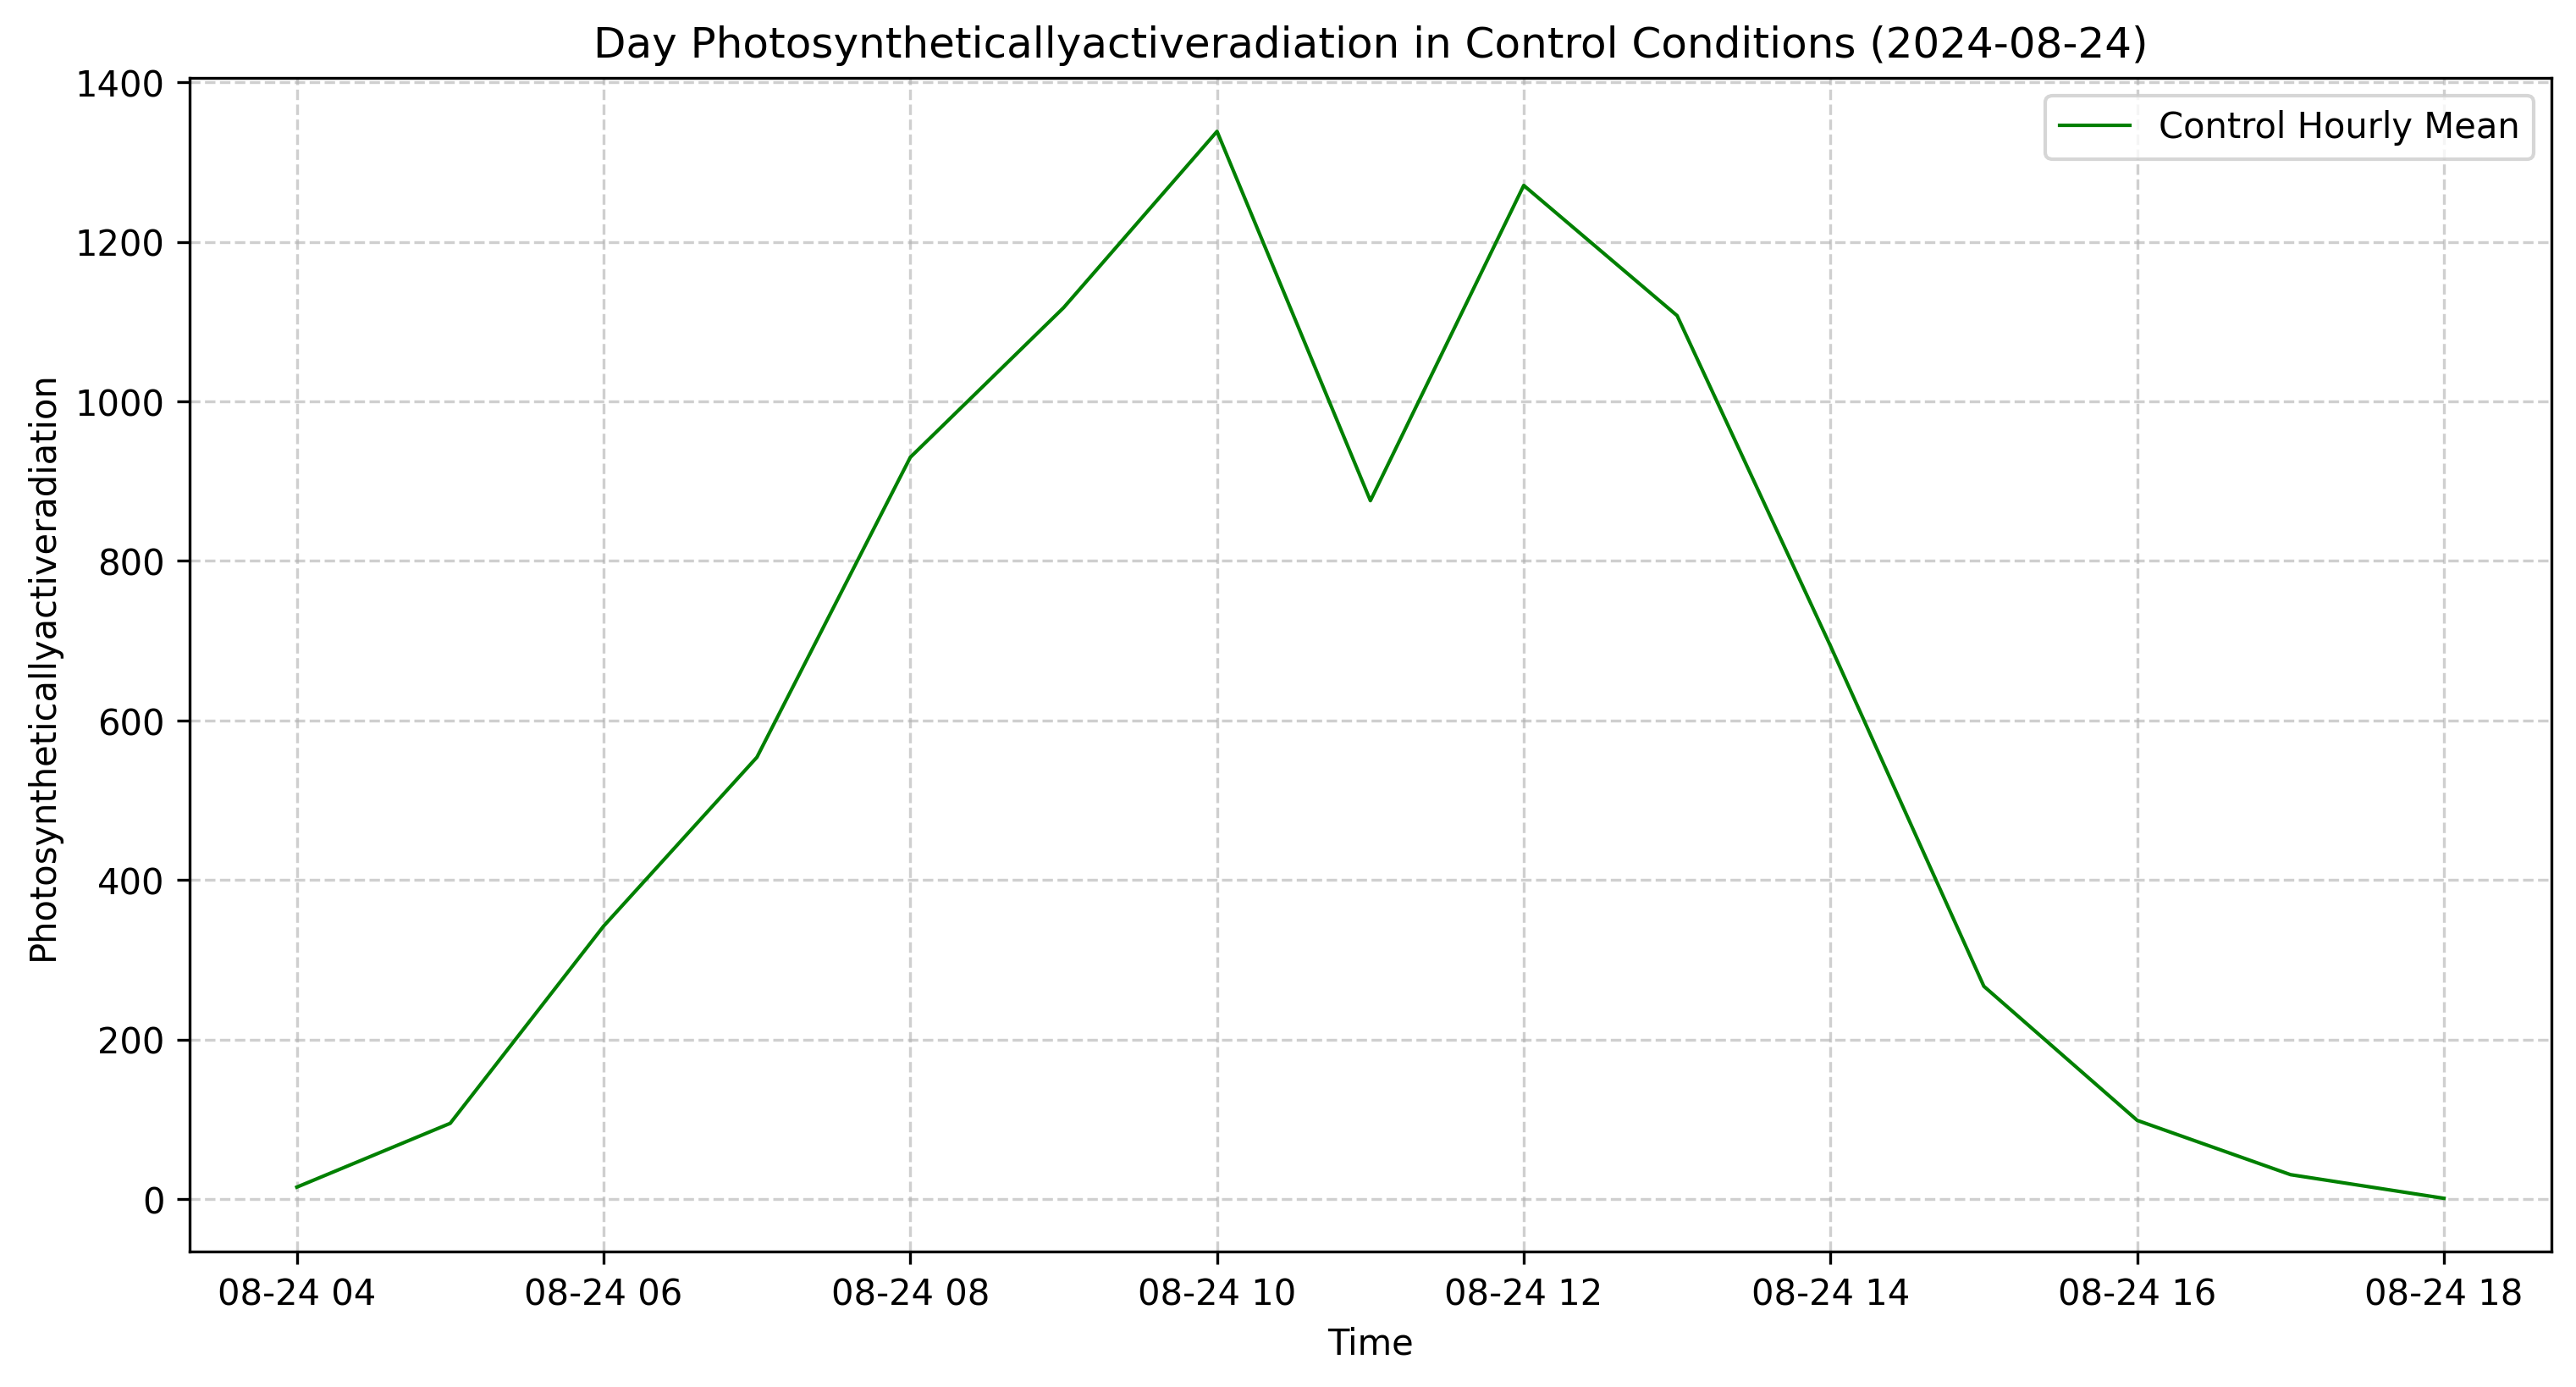 Day Photosyntheticallyactiveradiation in Control Conditions (2024-08-24)
Control Hourly Mean
Photosyntheticallyactiveradiation
1400
1200
1000
800
600
400
200
0
08-24 04 08-24 06 08-24 08 08-24 10 08-24 12 08-24 14 08-24 16 08-24 18
Time